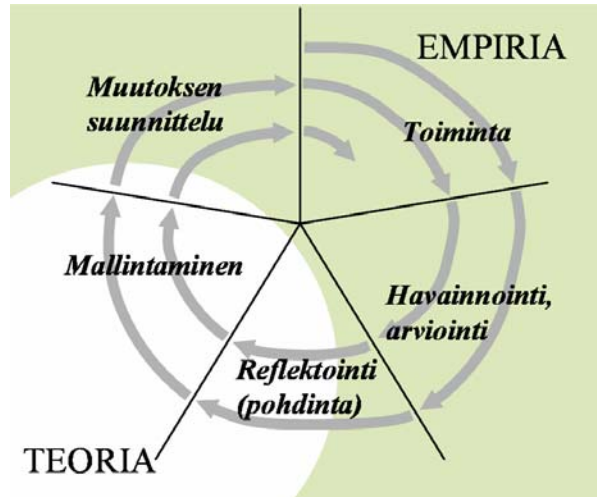 EMPIRIA
Muutoksen
suunnittelu
Toiminta
Mallintaminen
Havainnointi,
arviointi
Reflektointi
(pohdinta)
TEORIA